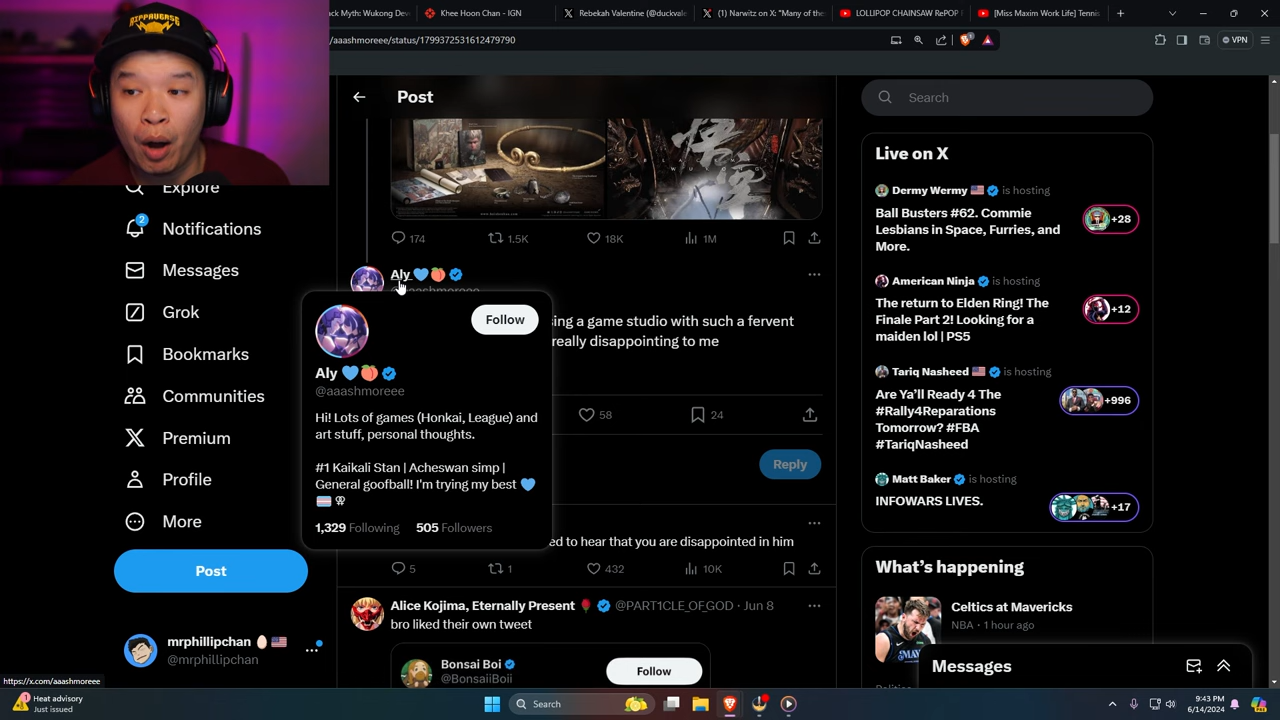 RIPPAVERSE
ck Myth: Wukong Dev
Khee Hoon Chan - IGN
Rebekah Valentine (@duckvale
(1) Narwitz on X: "Many of the
LOLLIPOP CHAINSAW RePOP
[Miss Maxim Work Life] Tennis
/aaashmoreee/status/1799372531612479790
VPN
Explore
2
Notifications
Messages
Grok
Bookmarks
Communities
Premium
Profile
More
Post
mrphillipchan
@mrphillipchan
https://x.com/aaashmoreee
Post
174
1.5K
18K
1M
Aly
@aaashmoreee
sing a game studio with such a fervent
really disappointing to me
58
24
Reply
Follow
Aly
@aaashmoreee
Hi! Lots of games (Honkai, League) and
art stuff, personal thoughts.
#1 Kaikali Stan | Acheswan simp |
General goofball! I'm trying my best
1,329 Following
505 Followers
ed to hear that you are disappointed in him
5
1
432
10K
Alice Kojima, Eternally Present
@PART1CLE_OF_GOD · Jun 8
bro liked their own tweet
Bonsai Boi
@BonsaiiBoii
Follow
Search
Live on X
Dermy Wermy is hosting
Ball Busters #62. Commie
Lesbians in Space, Furries, and
More.
+28
American Ninja is hosting
The return to Elden Ring! The
Finale Part 2! Looking for a
maiden lol | PS5
+12
Tariq Nasheed is hosting
Are Ya'll Ready 4 The
#Rally4Reparations
Tomorrow? #FBA
#TariqNasheed
+996
Matt Baker is hosting
INFOWARS LIVES.
+17
What's happening
Celtics at Mavericks
NBA · 1 hour ago
Messages
Heat advisory
Just issued
Search
9:43 PM
6/14/2024